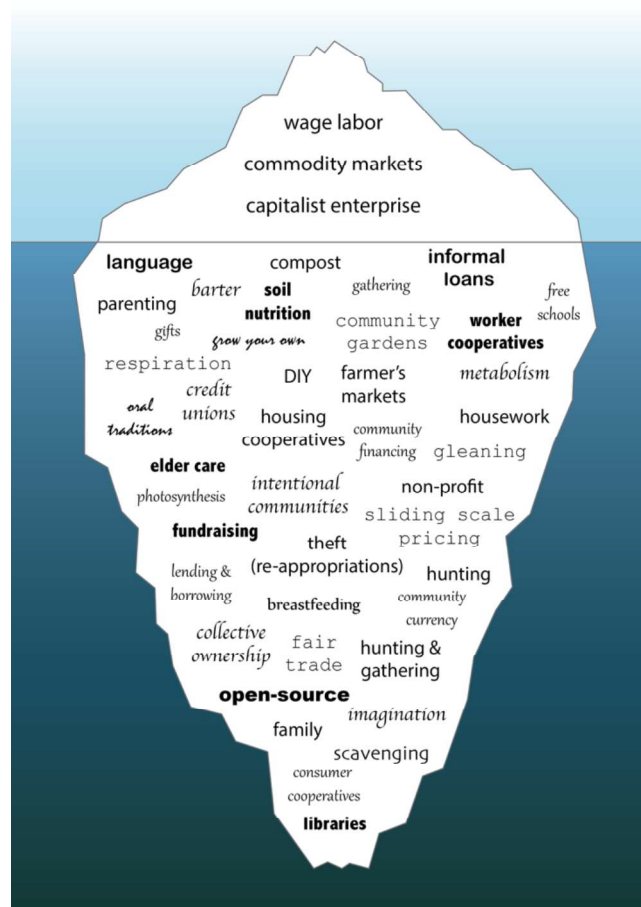 wage labor
commodity markets
capitalist enterprise
language
compost
informal
loans
barter
soil
nutrition
gathering
free
schools
parenting
gifts
grow your own
community
gardens
worker
cooperatives
respiration
credit
unions
DIY
farmer's
markets
metabolism
oral
traditions
housing
cooperatives
community
financing
housework
gleaning
elder care
photosynthesis
intentional
communities
non-profit
sliding scale
pricing
fundraising
theft
(re-appropriations)
lending &
borrowing
hunting
breastfeeding
community
currency
collective
ownership
fair
trade
hunting &
gathering
open-source
imagination
family
scavenging
consumer
cooperatives
libraries